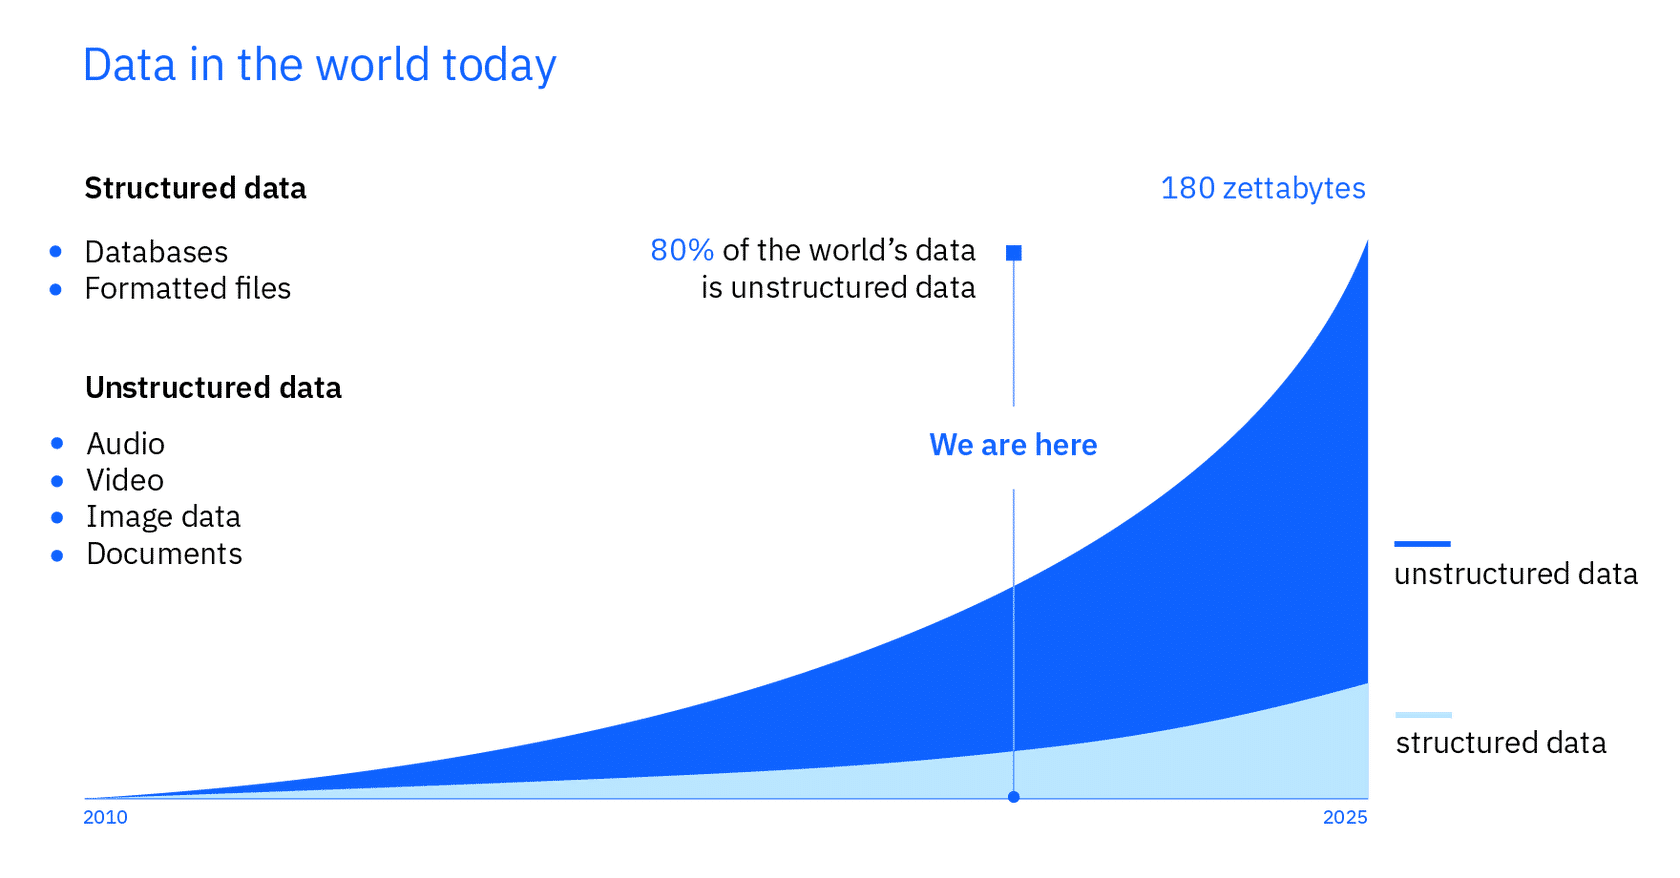 Data in the world today
Structured data
Databases
Formatted files
Unstructured data
Audio
Video
Image data
Documents
80% of the world’s data
is unstructured data
We are here
180 zettabytes
unstructured data
structured data
2010
2025